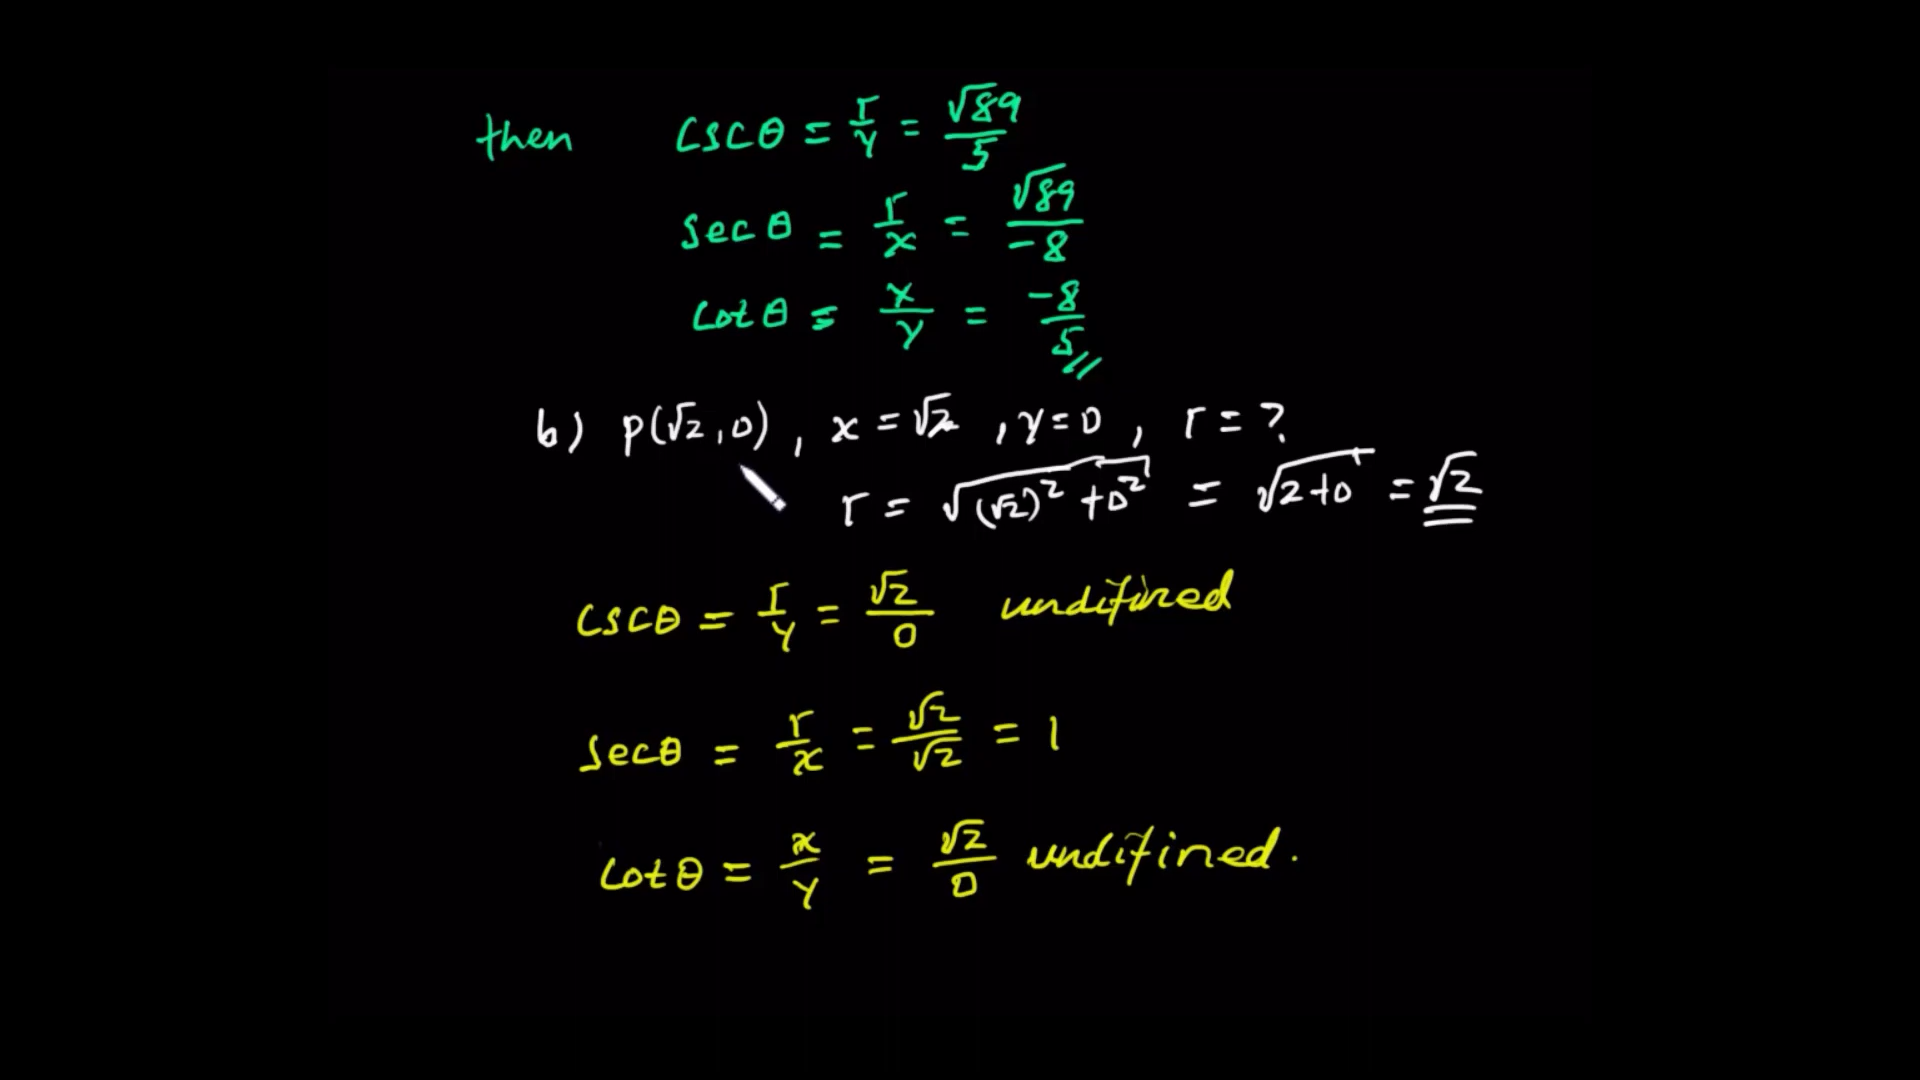 then cscθ = r/y = √89/5
secθ = r/x = √89/-8
cotθ = x/y = -8/5
b) p(√2,0), x=√2, y=0, r=?
r = √((√2)²+0²) = √2+0 = √2
cscθ = r/y = √2/0 undifined
secθ = r/x = √2/√2 = 1
cotθ = x/y = √2/0 undifined.